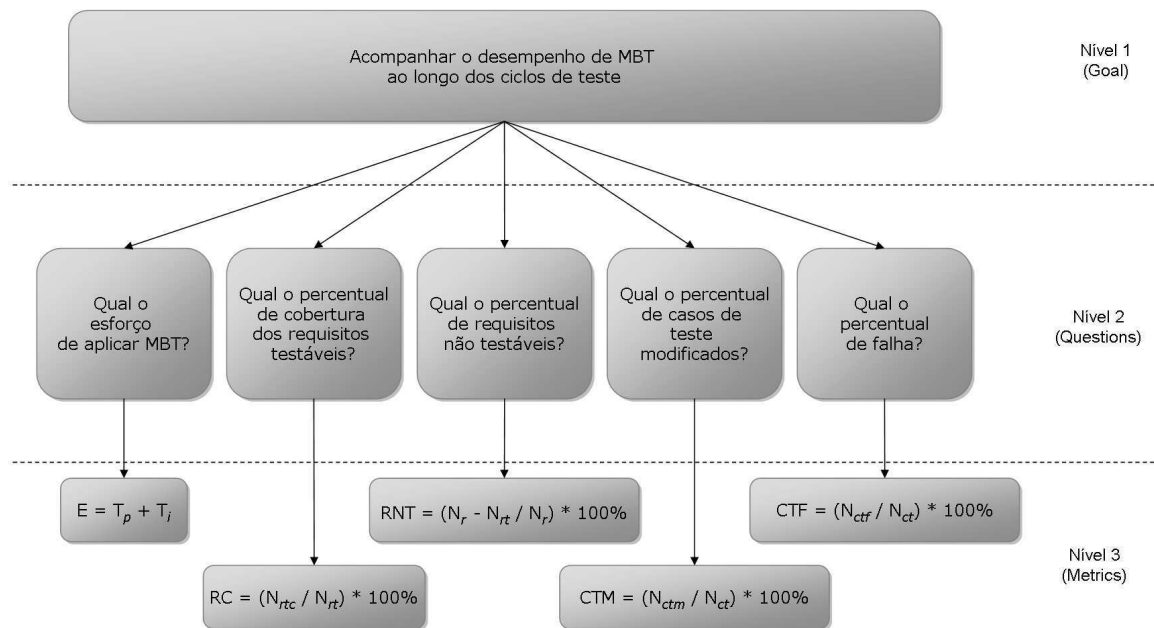 Acompanhar o desempenho de MBT
ao longo dos ciclos de teste
Nível 1
(Goal)
Qual o
esforço
de aplicar MBT?
Qual o percentual
de cobertura
dos requisitos
testáveis?
Qual o percentual
de requisitos
não testáveis?
Qual o percentual
de casos de
teste
modificados?
Qual o
percentual
de falha?
Nível 2
(Questions)
E = Tp + Ti
RNT = (Nr - Nrt / Nr) * 100%
CTF = (Nctf / Nct) * 100%
RC = (Nrtc / Nrt) * 100%
CTM = (Nctm / Nct) * 100%
Nível 3
(Metrics)